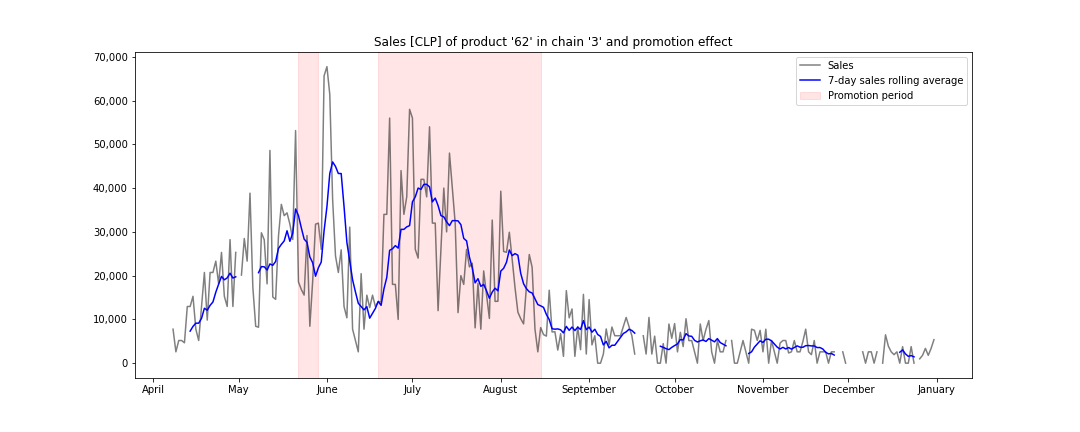 Sales [CLP] of product '62' in chain '3' and promotion effect
70,000
60,000
50,000
40,000
30,000
20,000
10,000
0
Sales
7-day sales rolling average
Promotion period
April May June July August September October November December January